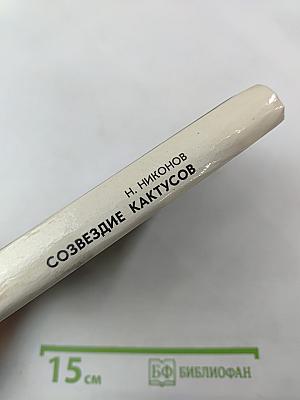 Н. НИКОНОВ
СОЗВЕЗДИЕ КАКТУСОВ
15 см
БФ БИБЛИОФАН